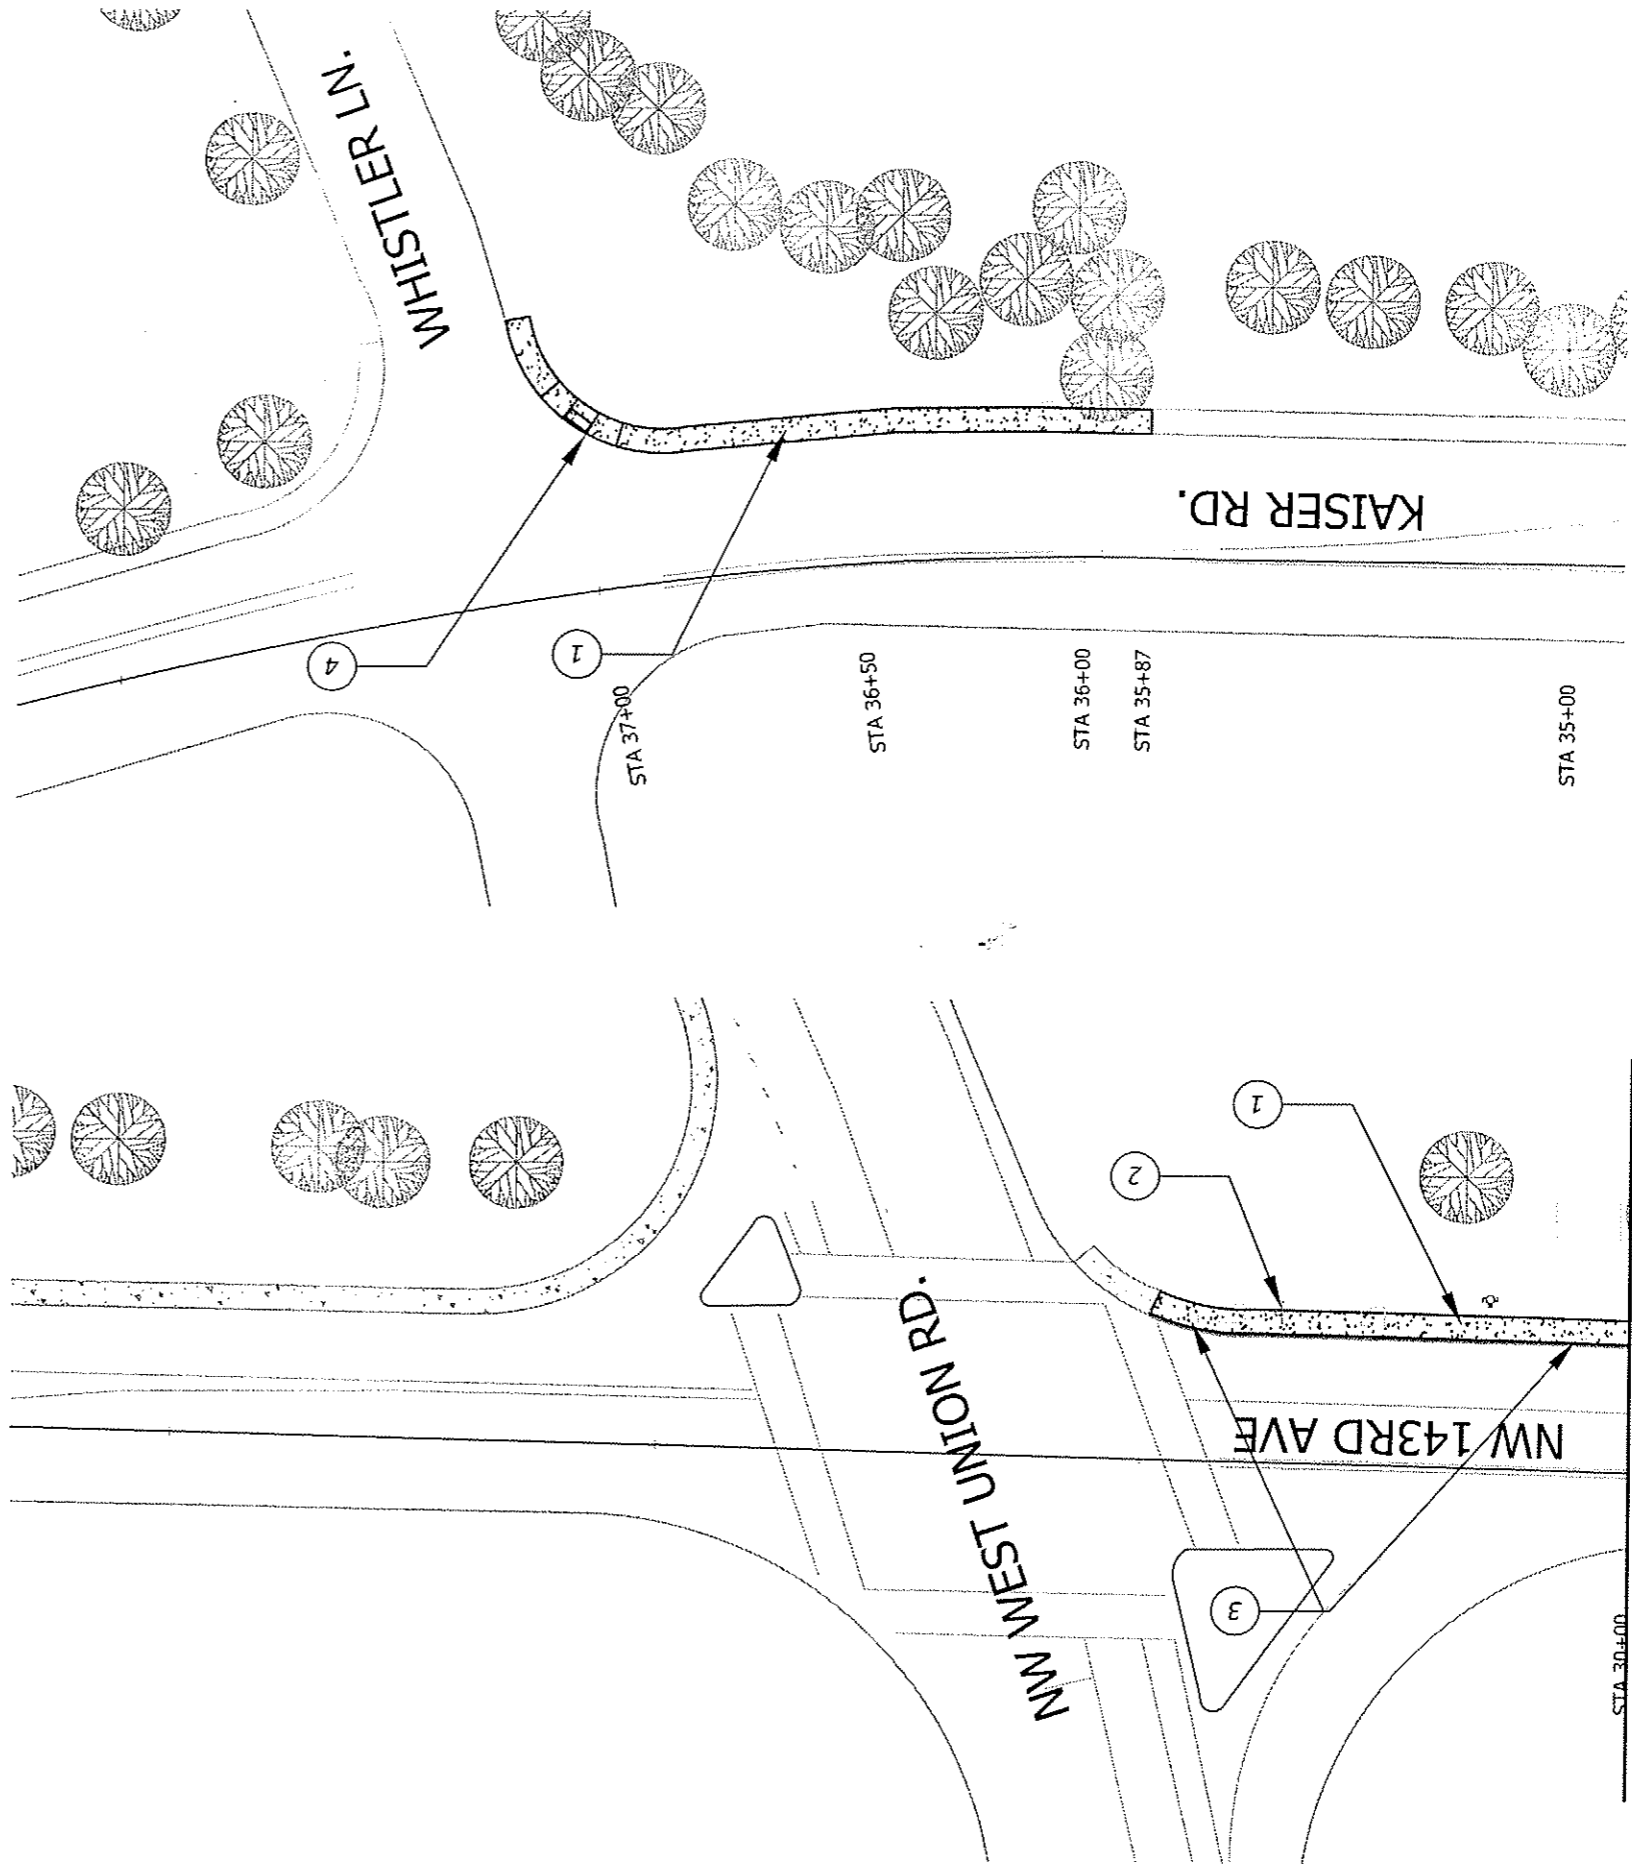 WHISTLER LN.
KAISER RD.
4
1
STA 37+00
STA 36+50
STA 36+00
STA 35+87
STA 35+00
1
2
NW WEST UNION RD.
NW 143RD AVE
3
STA 30+00